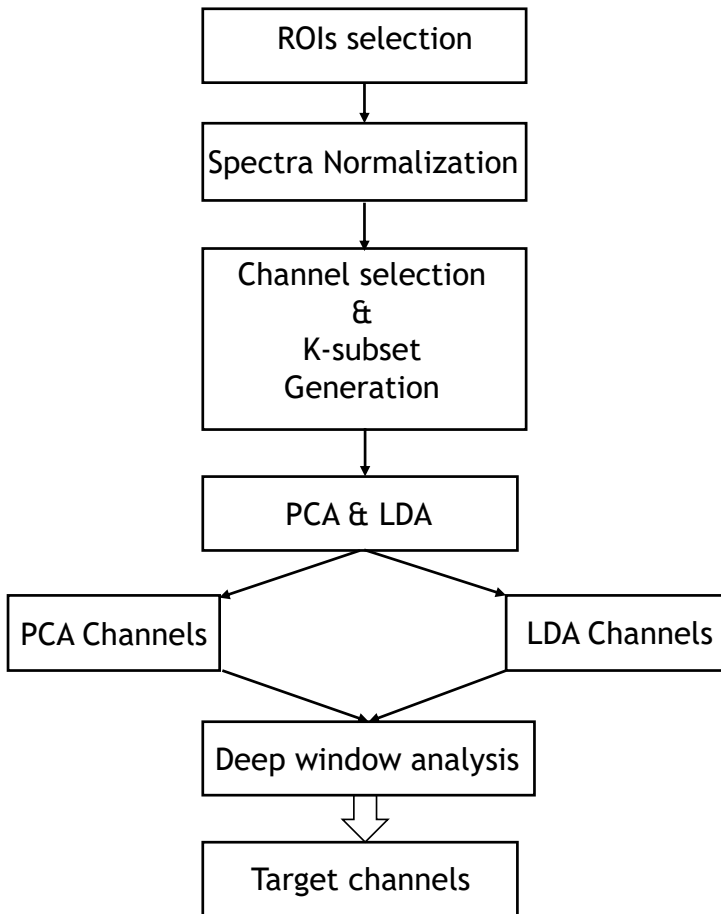 ROIs selection
Spectra Normalization
Channel selection
&
K-subset
Generation
PCA & LDA
PCA Channels
LDA Channels
Deep window analysis
Target channels